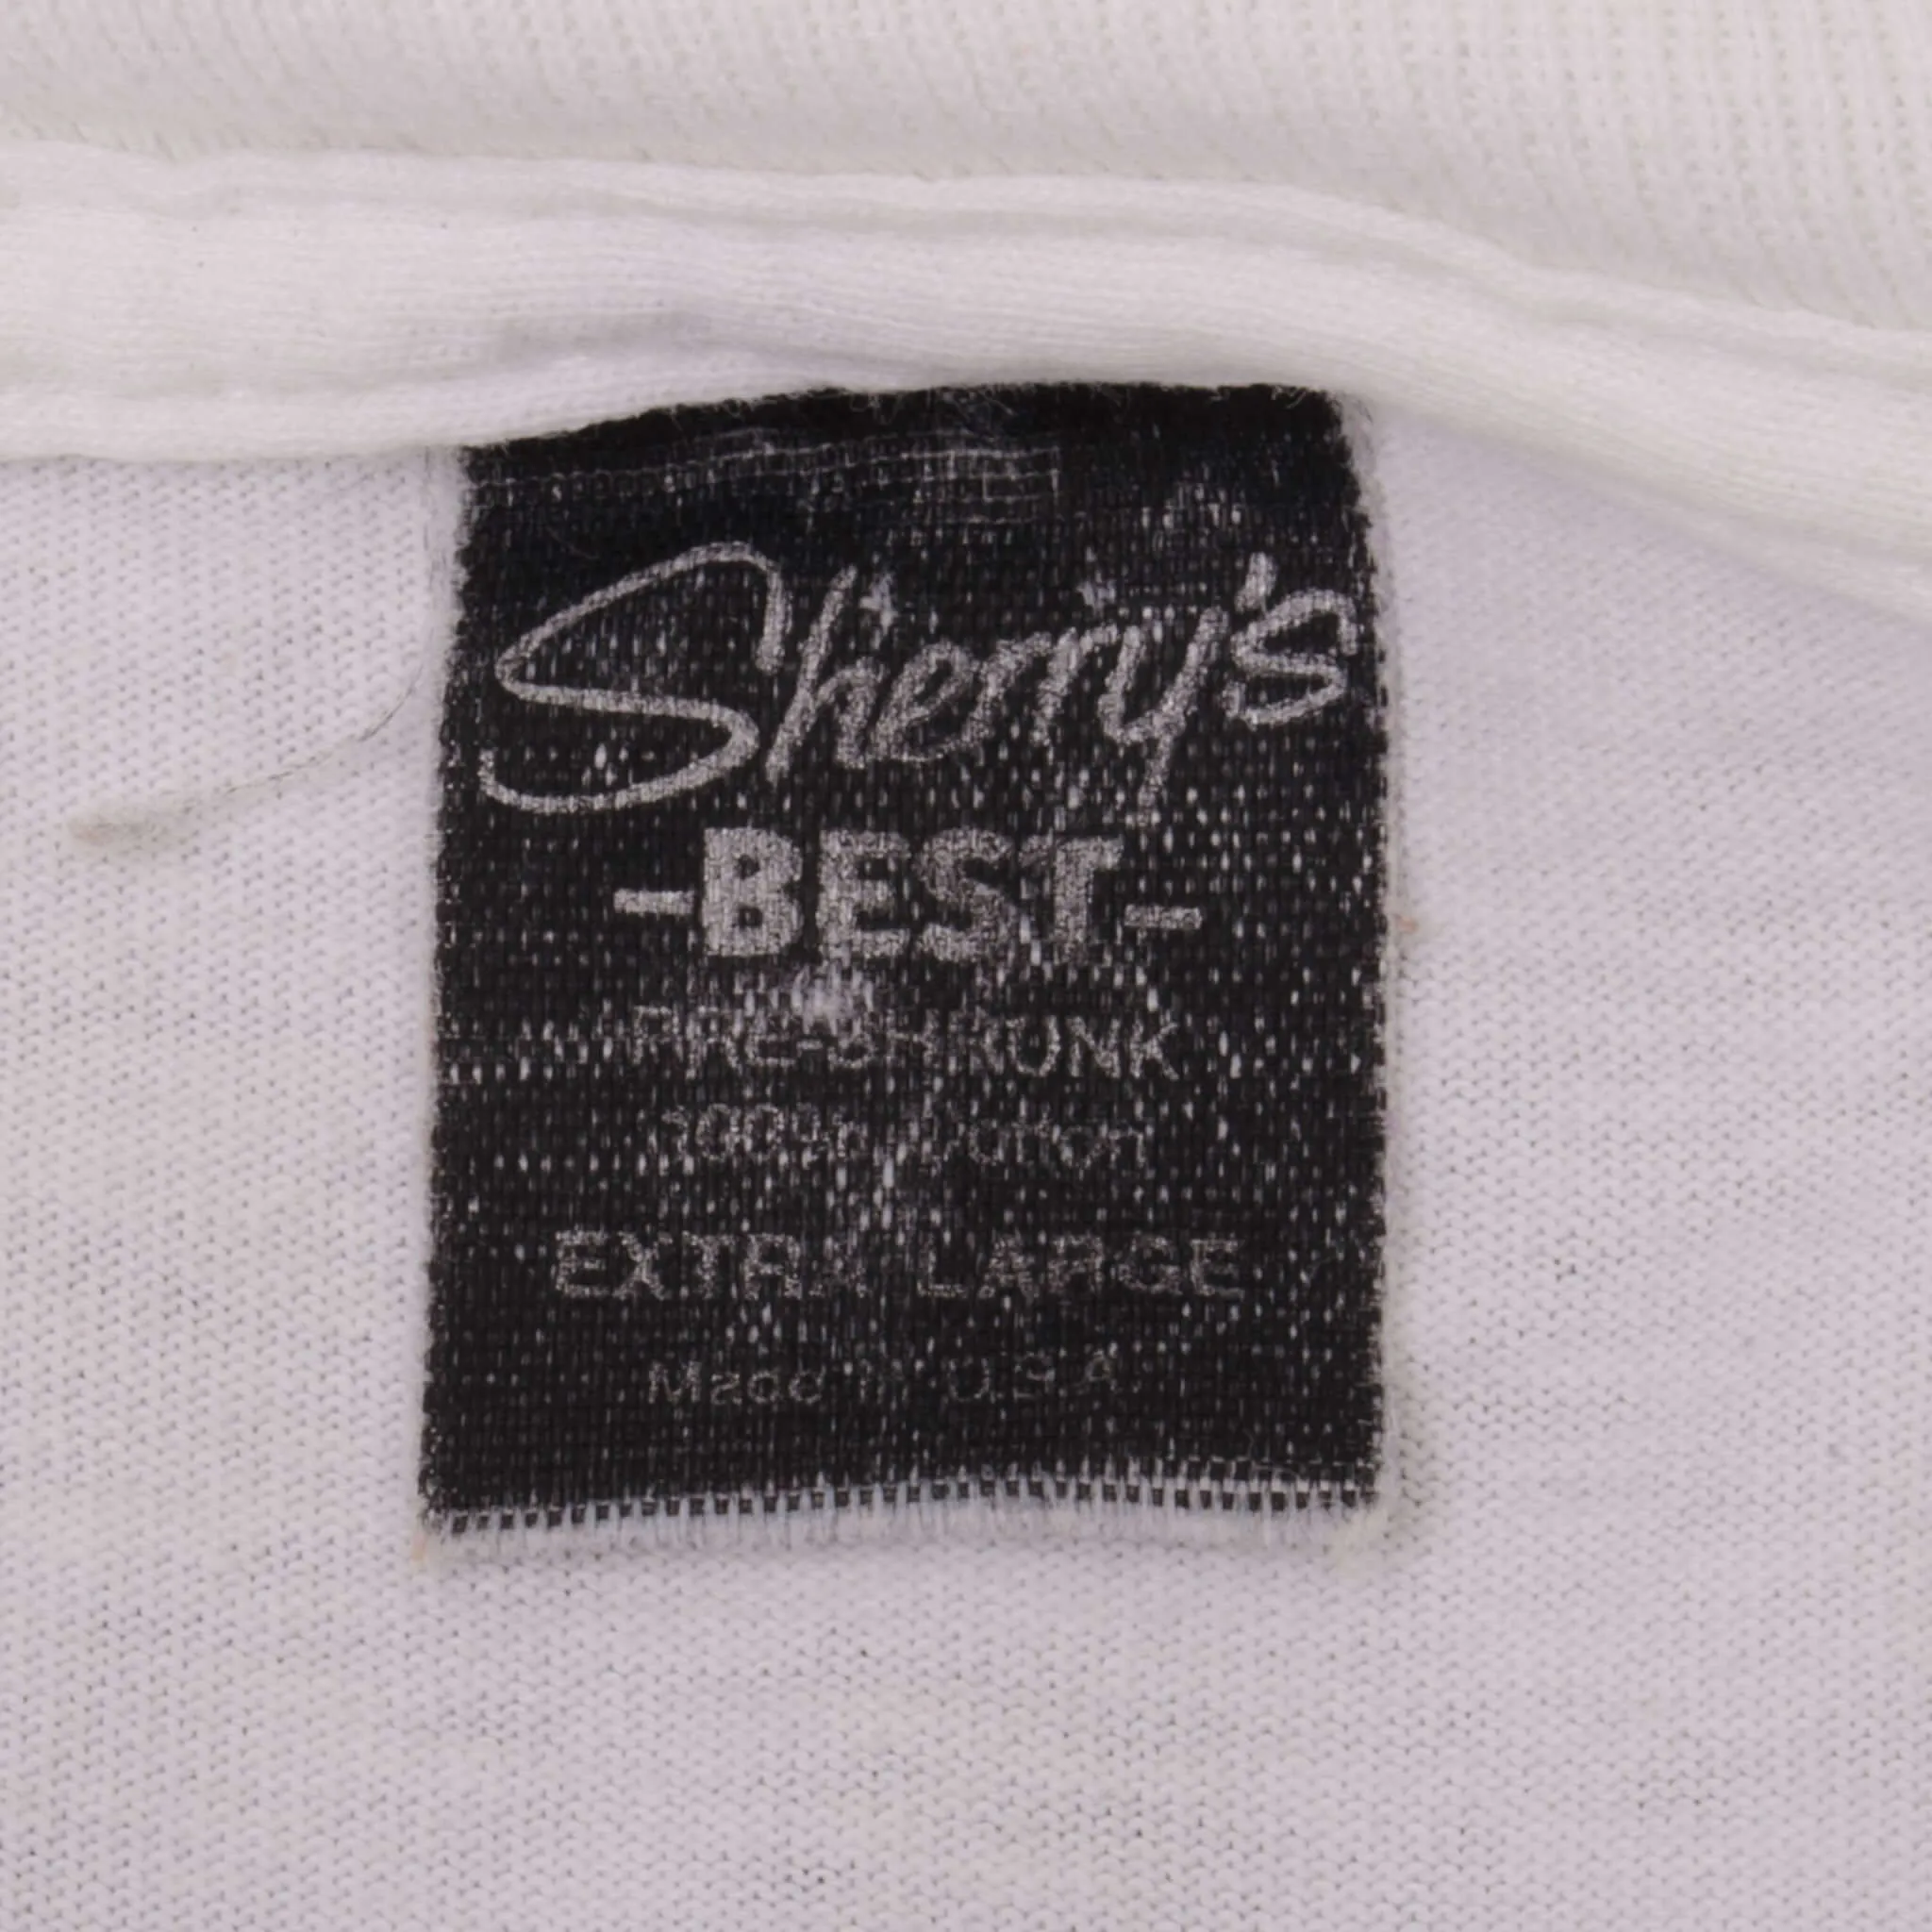 Sherry's
-BEST-
PRE-SHRUNK
100% Cotton
EXTRA LARGE
Made in U.S.A.